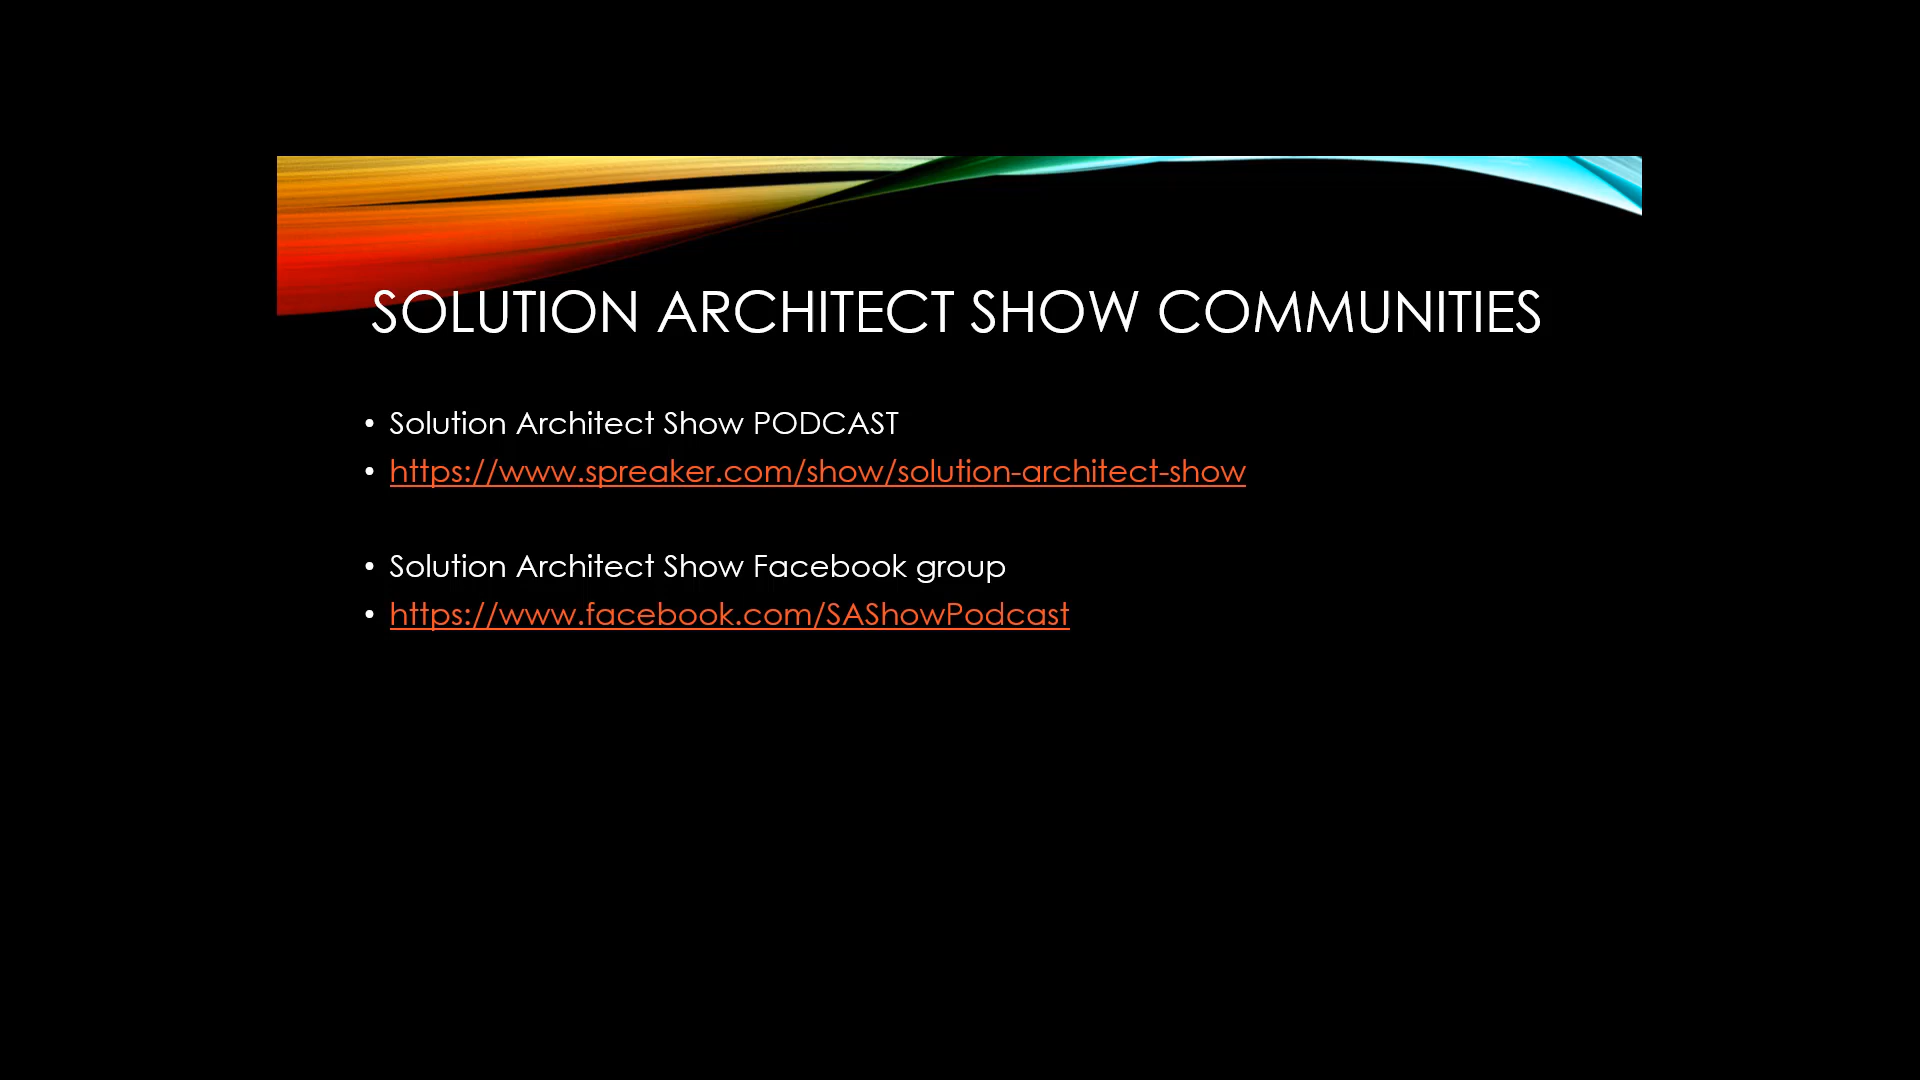 SOLUTION ARCHITECT SHOW COMMUNITIES
• Solution Architect Show PODCAST
• https://www.spreaker.com/show/solution-architect-show
• Solution Architect Show Facebook group
• https://www.facebook.com/SAShowPodcast